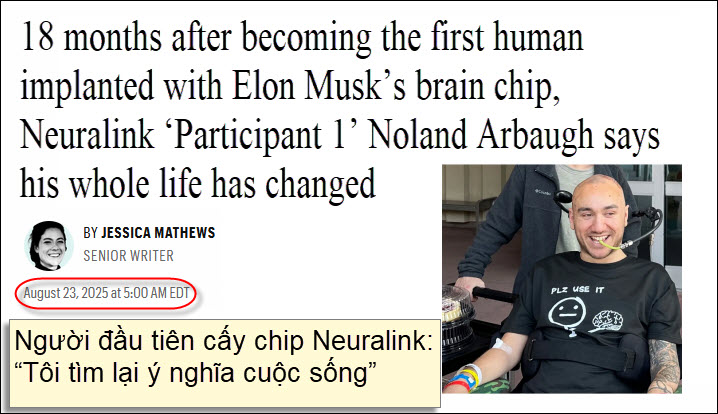 18 months after becoming the first human
implanted with Elon Musk’s brain chip,
Neuralink ‘Participant 1’ Noland Arbaugh says
his whole life has changed
BY JESSICA MATHEWS
SENIOR WRITER
August 23, 2025 at 5:00 AM EDT
Người đầu tiên cấy chip Neuralink:
“Tôi tìm lại ý nghĩa cuộc sống”
Columbia
PLZ USE IT